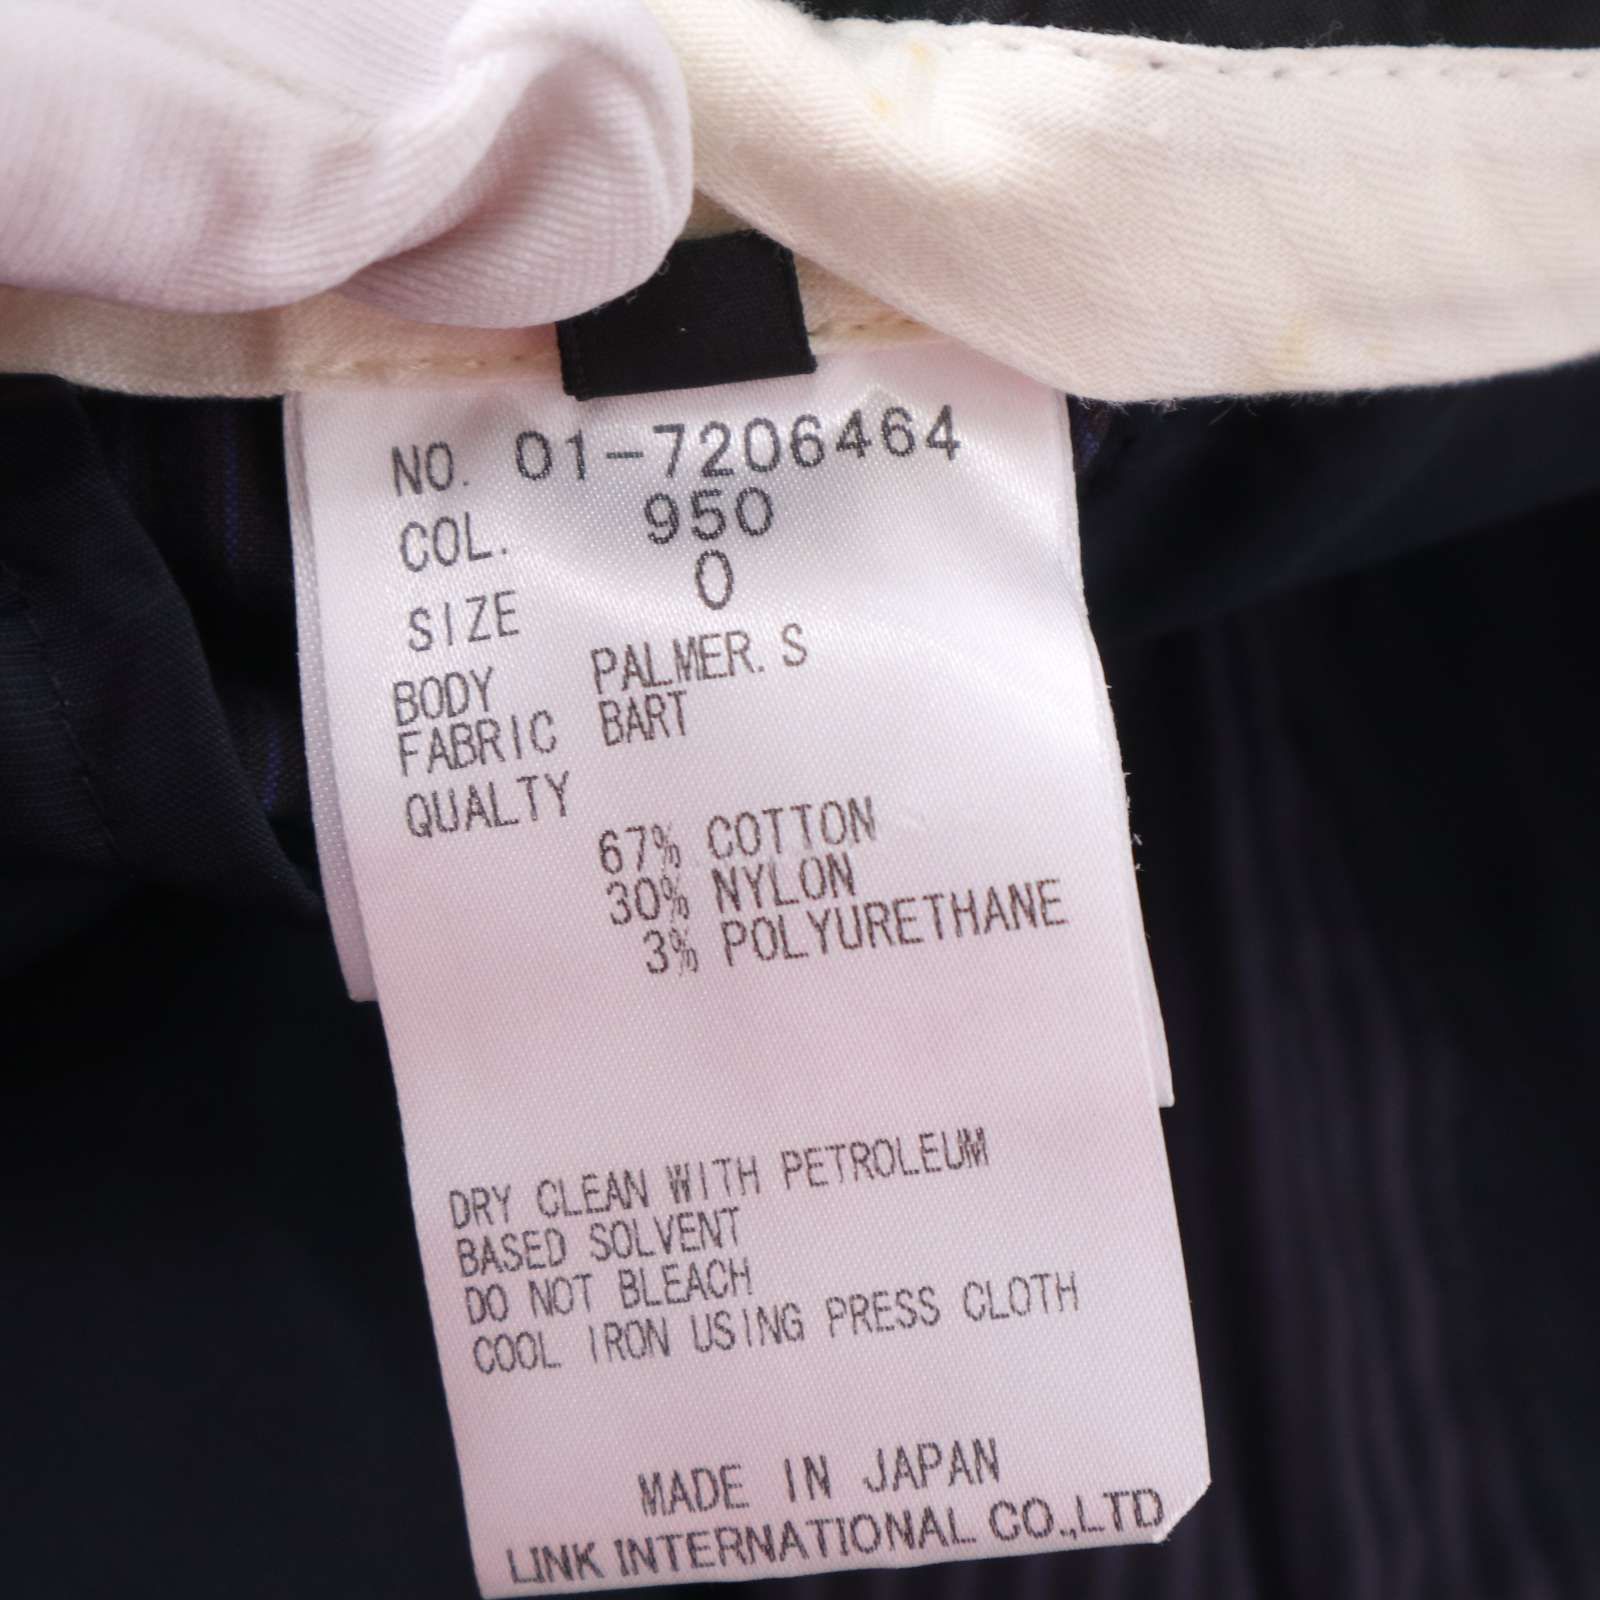 NO. 01-7206464
COL. 950
SIZE 0
BODY PALMER. S
FABRIC BART
QUALTY
67% COTTON
30% NYLON
3% POLYURETHANE
DRY CLEAN WITH PETROLEUM
BASED SOLVENT
DO NOT BLEACH
COOL IRON USING PRESS CLOTH
MADE IN JAPAN
LINK INTERNATIONAL CO.,LTD